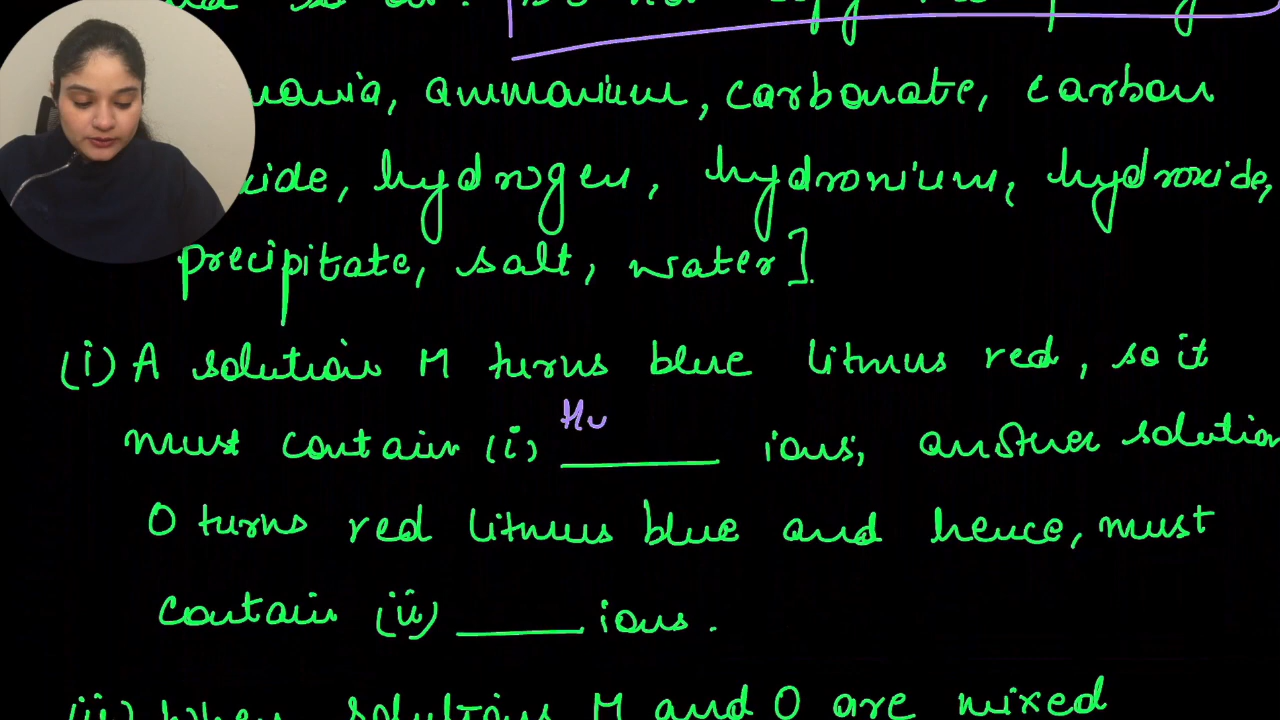 ammonium, carbonate, carbon
hydrogen, hydronium, hydroxide,
precipitate, salt, water].
(i) A solution M turns blue litmus red, so it
Hy
must contain (i) ______ ions; another solution
O turns red litmus blue and hence, must
contain (ii) ______ ions.
(ii) When solutions M and O are mixed